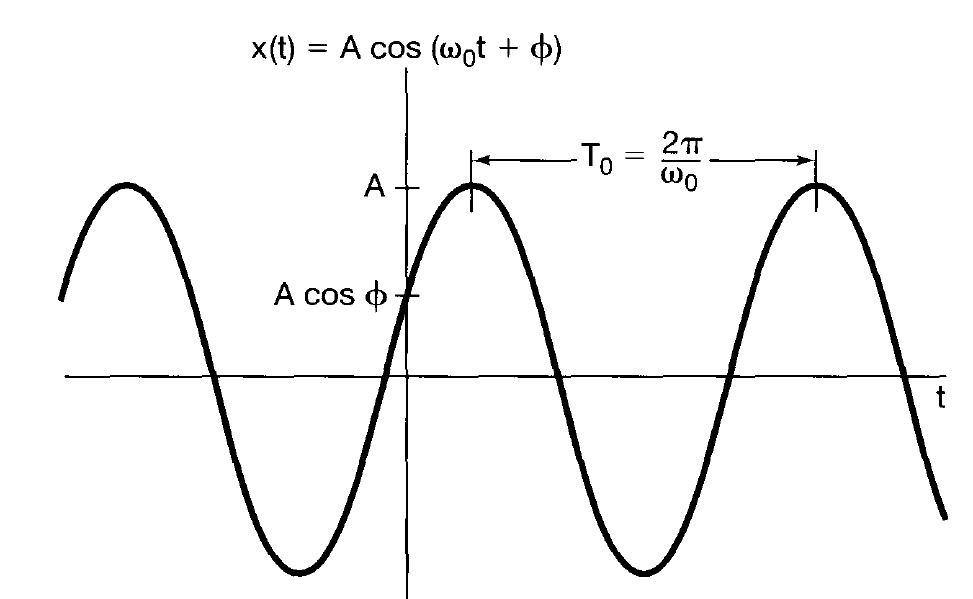 x(t) = A cos (ω₀t + ϕ)
T₀ = 2π/ω₀
A
A cos ϕ
t